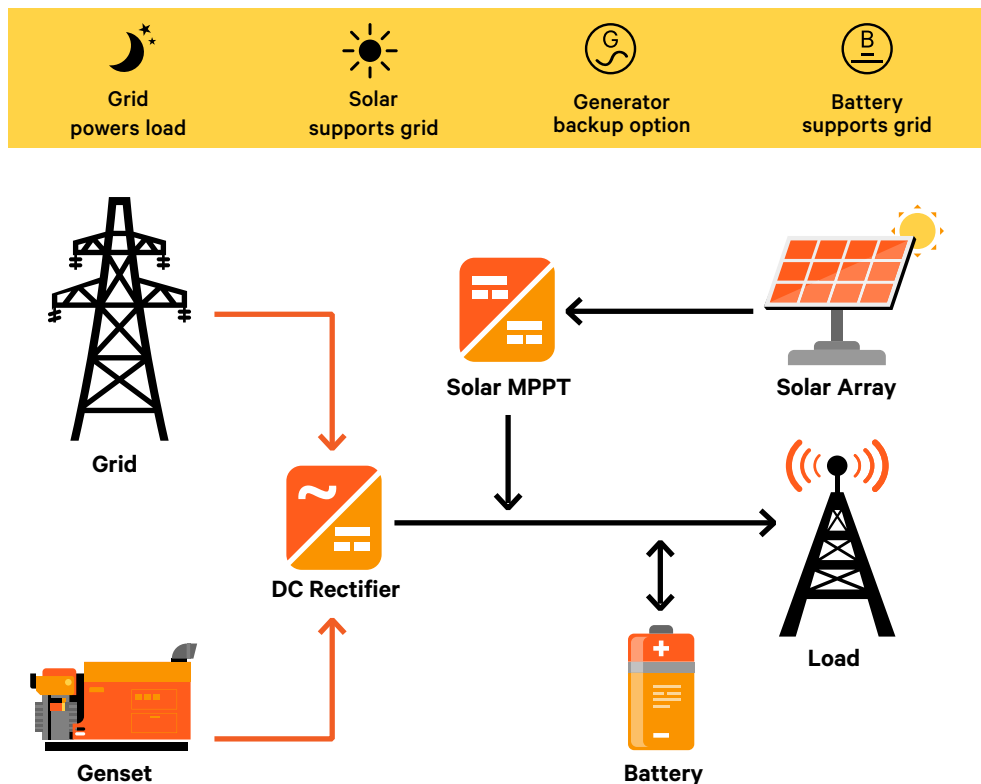 Grid
powers load
Solar
supports grid
G
Generator
backup option
B
Battery
supports grid
Solar MPPT
Solar Array
Grid
DC Rectifier
Load
Genset
Battery